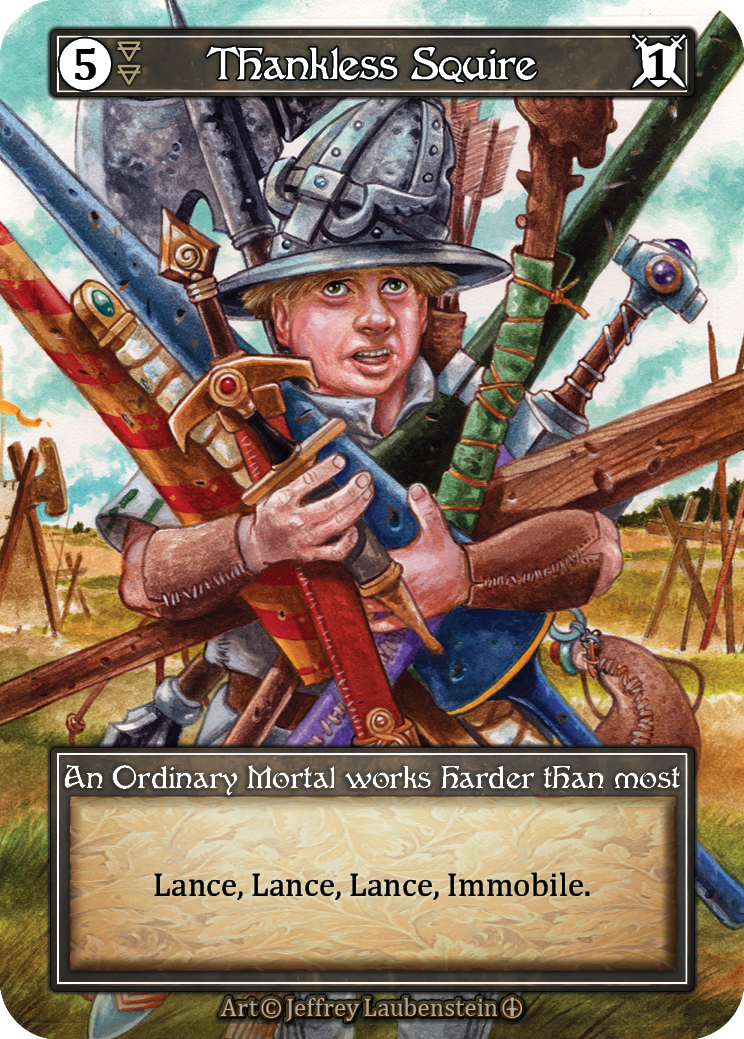 5 Thankless Squire 1
An Ordinary Mortal works harder than most
Lance, Lance, Lance, Immobile.
Art © Jeffrey Laubenstein